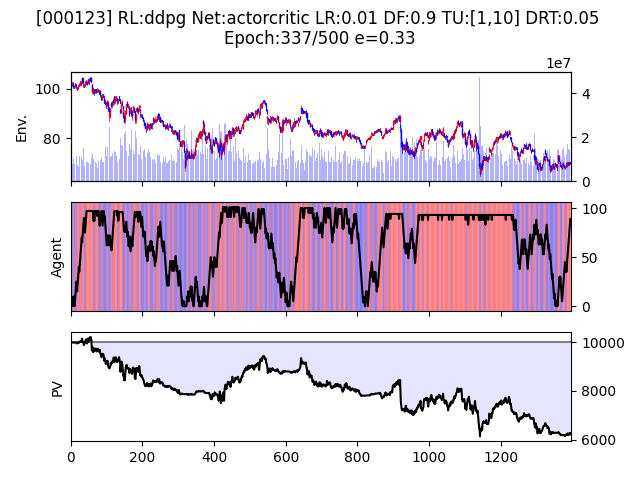 [000123] RL:ddpg Net:actorcritic LR:0.01 DF:0.9 TU:[1,10] DRT:0.05
Epoch:337/500 e=0.33
1e7
100
80
Env.
4
2
0
Agent
100
50
0
PV
10000
8000
6000
0 200 400 600 800 1000 1200